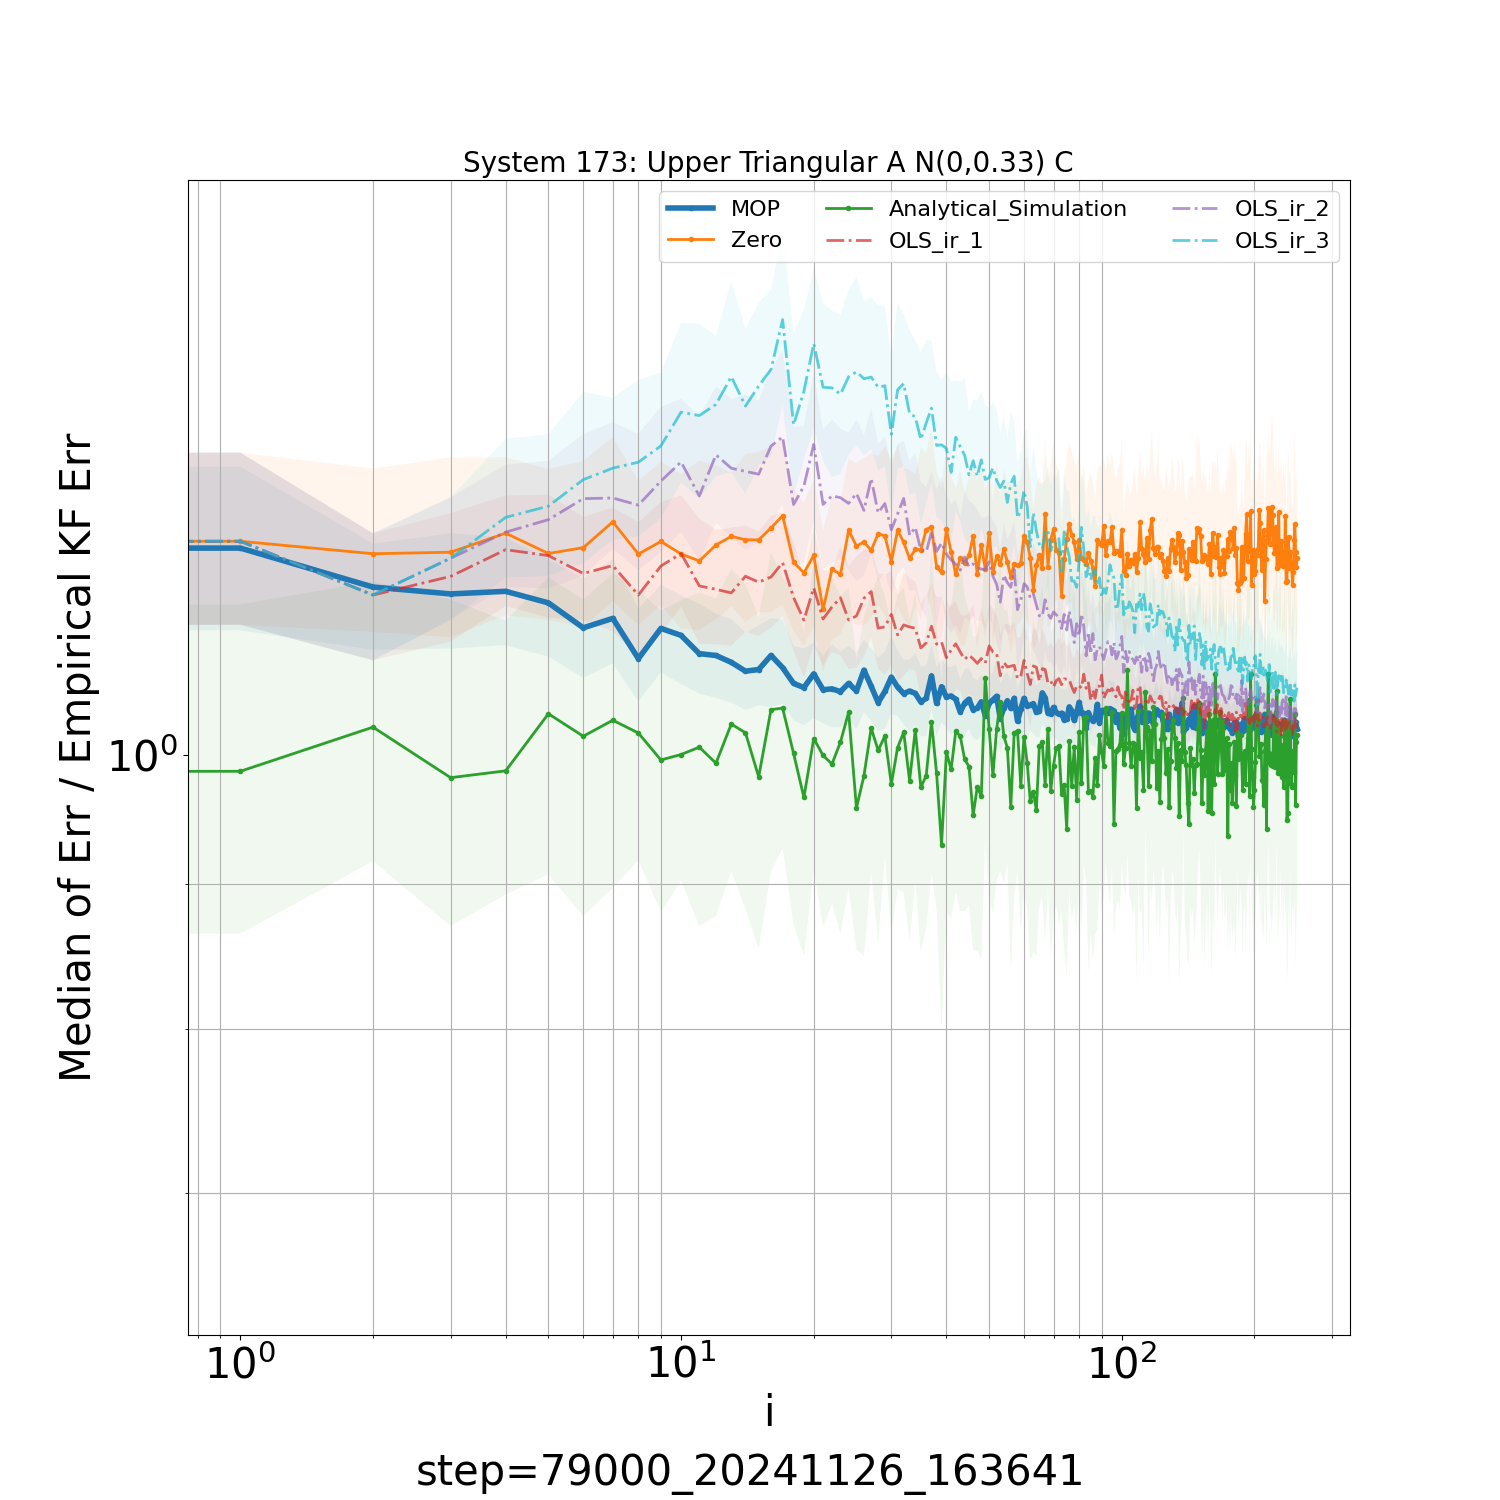 System 173: Upper Triangular A N(0,0.33) C
MOP
Zero
Analytical_Simulation
OLS_ir_1
OLS_ir_2
OLS_ir_3
Median of Err / Empirical KF Err
10⁰
10⁰ 10¹ 10²
i
step=79000_20241126_163641